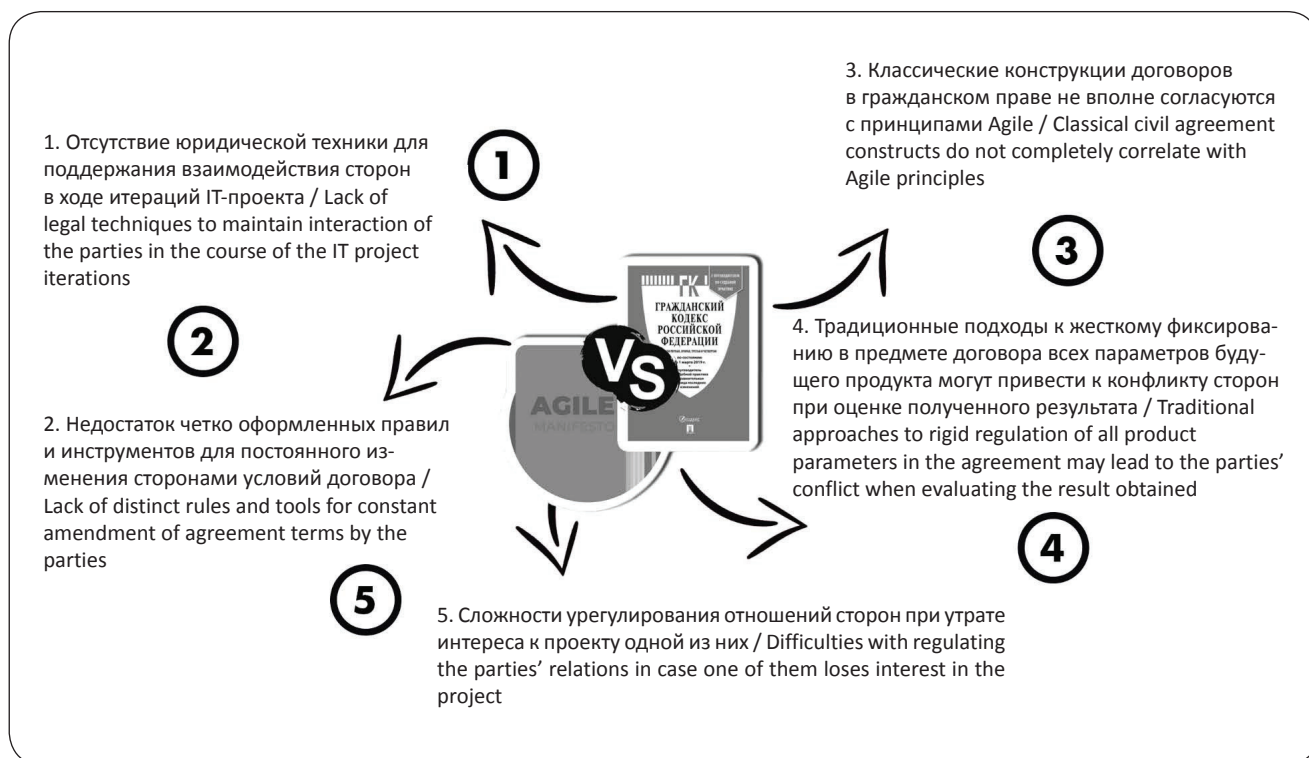 1. Отсутствие юридической техники для
поддержания взаимодействия сторон
в ходе итераций IT-проекта / Lack of
legal techniques to maintain interaction of
the parties in the course of the IT project
iterations
1
2
2. Недостаток четко оформленных правил
и инструментов для постоянного из-
менения сторонами условий договора /
Lack of distinct rules and tools for constant
amendment of agreement terms by the
parties
3. Классические конструкции договоров
в гражданском праве не вполне согласуются
с принципами Agile / Classical civil agreement
constructs do not completely correlate with
Agile principles
3
ГК
ГРАЖДАНСКИЙ
КОДЕКС
РОССИЙСКОЙ
ФЕДЕРАЦИИ
VS
AGILE
MANIFESTO
4. Традиционные подходы к жесткому фиксирова-
нию в предмете договора всех параметров буду-
щего продукта могут привести к конфликту сторон
при оценке полученного результата / Traditional
approaches to rigid regulation of all product
parameters in the agreement may lead to the parties’
conflict when evaluating the result obtained
4
5
5. Сложности урегулирования отношений сторон при утрате
интереса к проекту одной из них / Difficulties with regulating
the parties’ relations in case one of them loses interest in the
project